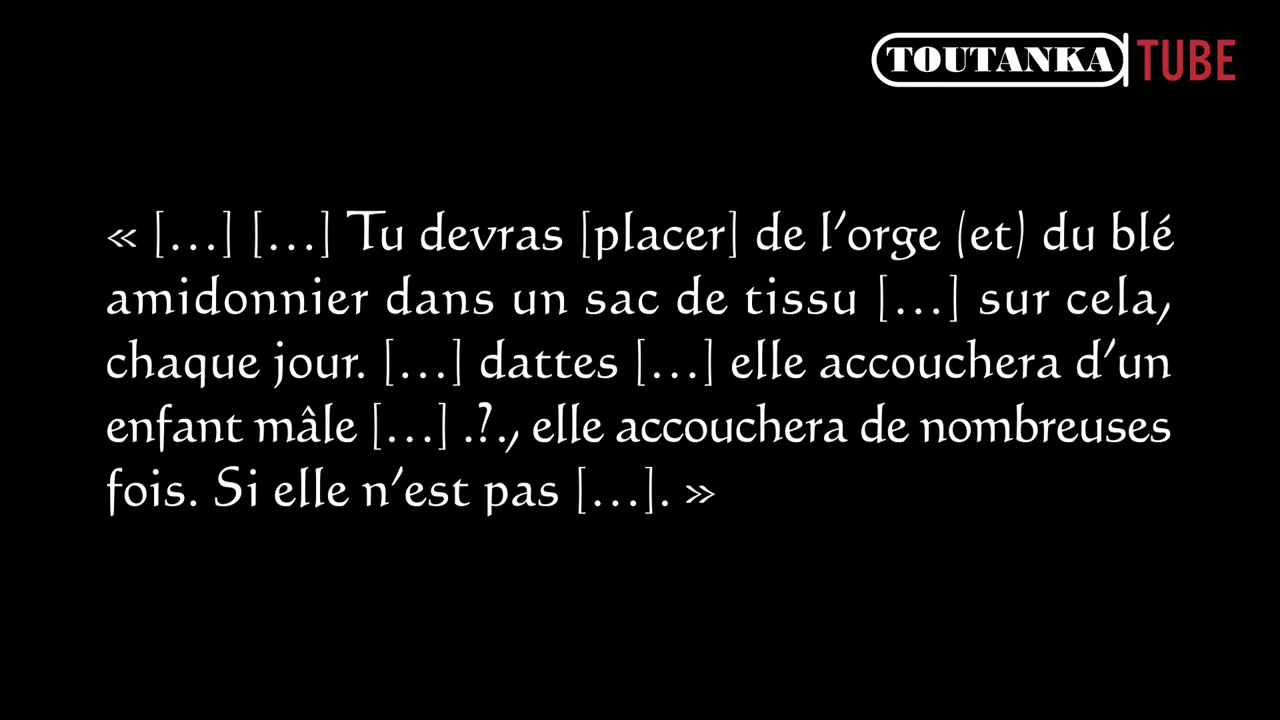 TOUTANKA TUBE
« [...] [...] Tu devras [placer] de l'orge (et) du blé
amidonnier dans un sac de tissu [...] sur cela,
chaque jour. [...] dattes [...] elle accouchera d'un
enfant mâle [...] .?., elle accouchera de nombreuses
fois. Si elle n'est pas [...]. »